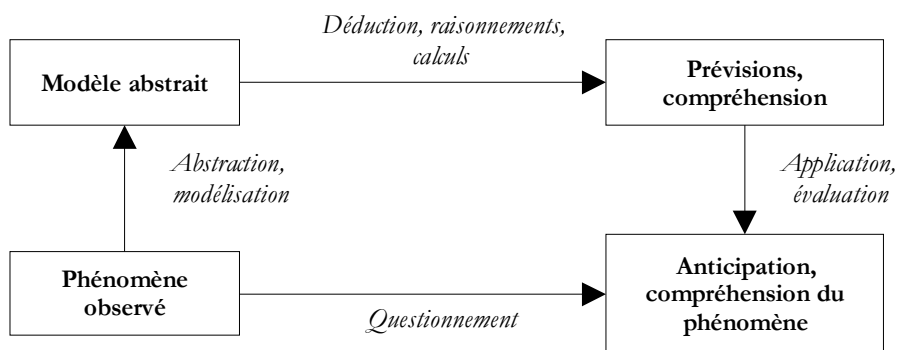 Déduction, raisonnements,
calculs
Modèle abstrait
Prévisions,
compréhension
Abstraction,
modélisation
Application,
évaluation
Phénomène
observé
Anticipation,
compréhension du
phénomène
Questionnement